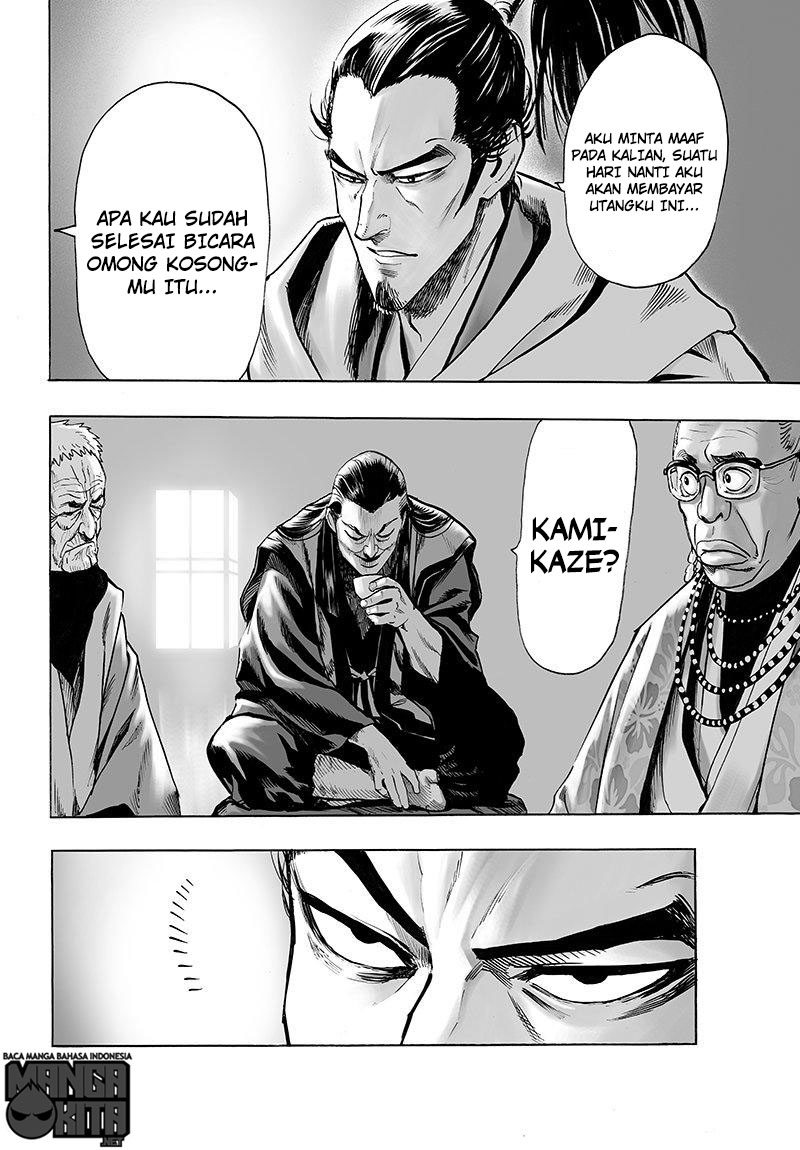 AKU MINTA MAAF
PADA KALIAN, SUATU
HARI NANTI AKU
AKAN MEMBAYAR
UTANGKU INI...
APA KAU SUDAH
SELESAI BICARA
OMONG KOSONG-
MU ITU...
KAMI-
KAZE?
BACA MANGA BAHASA INDONESIA
MANGA
KITA
.NET